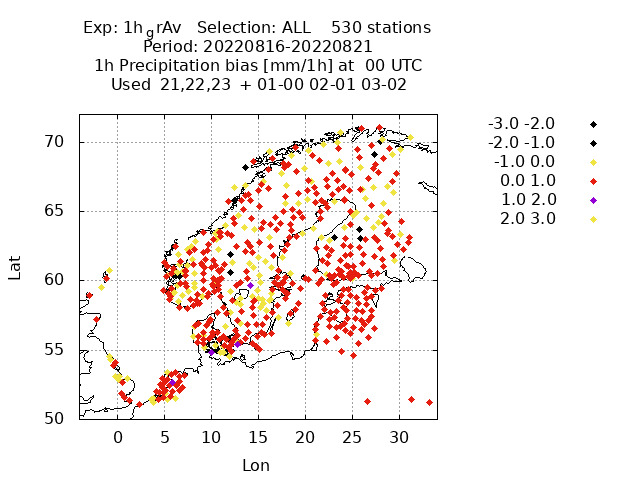 Exp: 1h grAv   Selection: ALL    530 stations
Period: 20220816-20220821
1h Precipitation bias [mm/1h] at  00 UTC
Used  21,22,23  + 01-00 02-01 03-02
-3.0 -2.0
-2.0 -1.0
-1.0 0.0
0.0 1.0
1.0 2.0
2.0 3.0
70
65
60
55
50
Lat
0 5 10 15 20 25 30
Lon